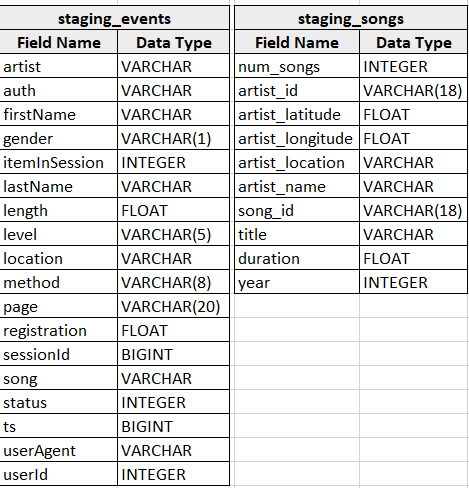 staging_events
Field Name Data Type
artist VARCHAR
auth VARCHAR
firstName VARCHAR
gender VARCHAR(1)
itemInSession INTEGER
lastName VARCHAR
length FLOAT
level VARCHAR(5)
location VARCHAR
method VARCHAR(8)
page VARCHAR(20)
registration FLOAT
sessionId BIGINT
song VARCHAR
status INTEGER
ts BIGINT
userAgent VARCHAR
userId INTEGER
staging_songs
Field Name Data Type
num_songs INTEGER
artist_id VARCHAR(18)
artist_latitude FLOAT
artist_longitude FLOAT
artist_location VARCHAR
artist_name VARCHAR
song_id VARCHAR(18)
title VARCHAR
duration FLOAT
year INTEGER